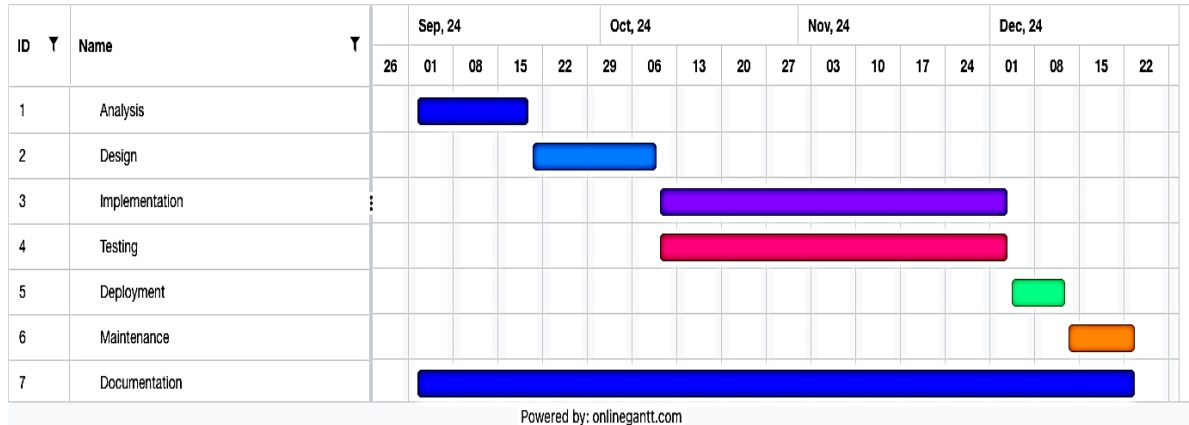 ID Name Sep, 24 Oct, 24 Nov, 24 Dec, 24
26 01 08 15 22 29 06 13 20 27 03 10 17 24 01 08 15 22
1 Analysis
2 Design
3 Implementation
4 Testing
5 Deployment
6 Maintenance
7 Documentation
Powered by: onlinegantt.com